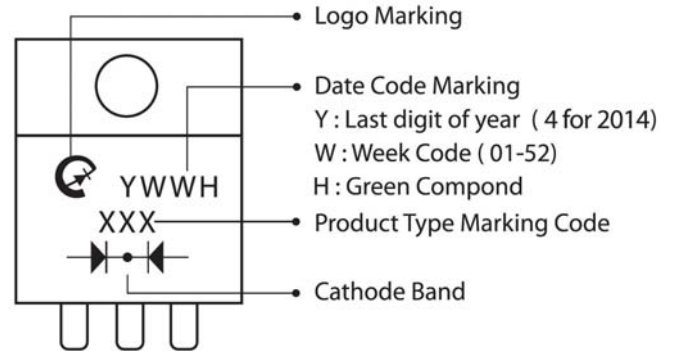 Logo Marking
Date Code Marking
Y : Last digit of year ( 4 for 2014)
W : Week Code ( 01-52)
H : Green Compond
YWWH
XXX
Product Type Marking Code
Cathode Band